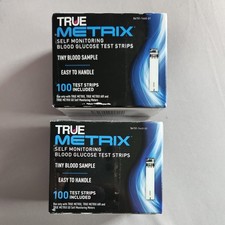 TRUE
METRIX
SELF MONITORING
BLOOD GLUCOSE TEST STRIPS
TINY BLOOD SAMPLE
EASY TO HANDLE
100 TEST STRIPS
INCLUDED
TRUE
METRIX
SELF MONITORING
BLOOD GLUCOSE TEST STRIPS
TINY BLOOD SAMPLE
EASY TO HANDLE
100 TEST STRIPS
INCLUDED